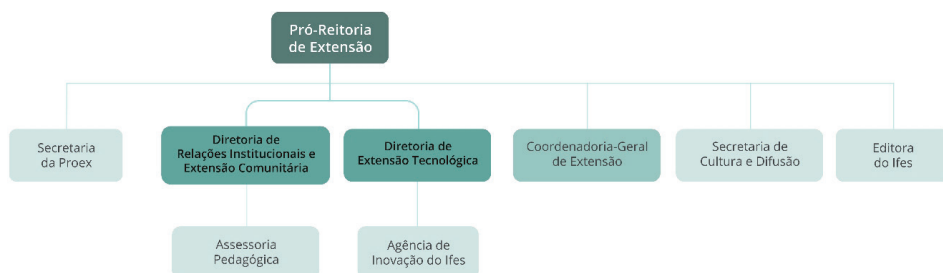 Pró-Reitoria
de Extensão
Secretaria
da Proex
Diretoria de
Relações Institucionais e
Extensão Comunitária
Diretoria de
Extensão Tecnológica
Coordenadoria-Geral
de Extensão
Secretaria de
Cultura e Difusão
Editora
do Ifes
Assessoria
Pedagógica
Agência de
Inovação do Ifes